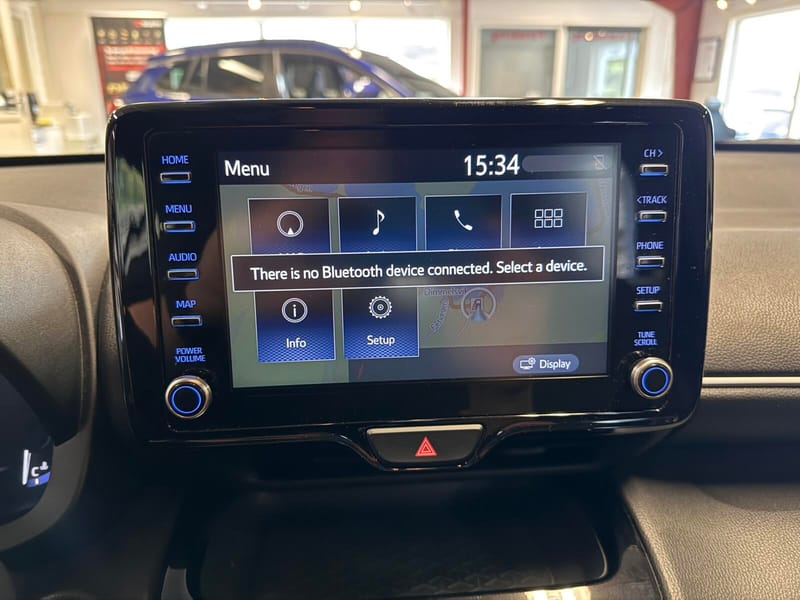 HOME
MENU
AUDIO
MAP
POWER
VOLUME
Menu
15:34
There is no Bluetooth device connected. Select a device.
Info
Setup
Display
CH >
< TRACK
PHONE
SETUP
TUNE
SCROLL